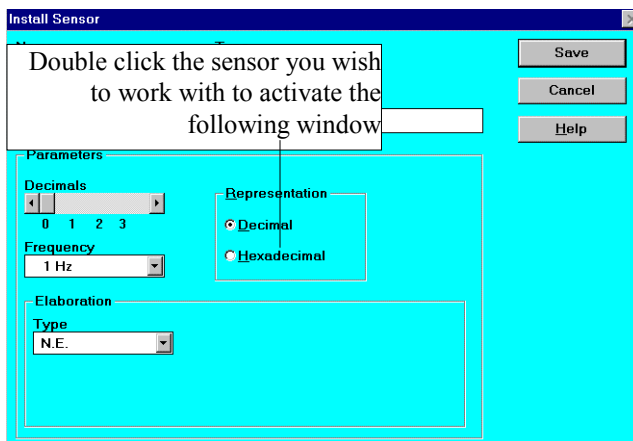 Install Sensor
Double click the sensor you wish
to work with to activate the
following window
Save
Cancel
Help
Parameters
Decimals
0 1 2 3
Frequency
1 Hz
Representation
Decimal
Hexadecimal
Elaboration
Type
N.E.